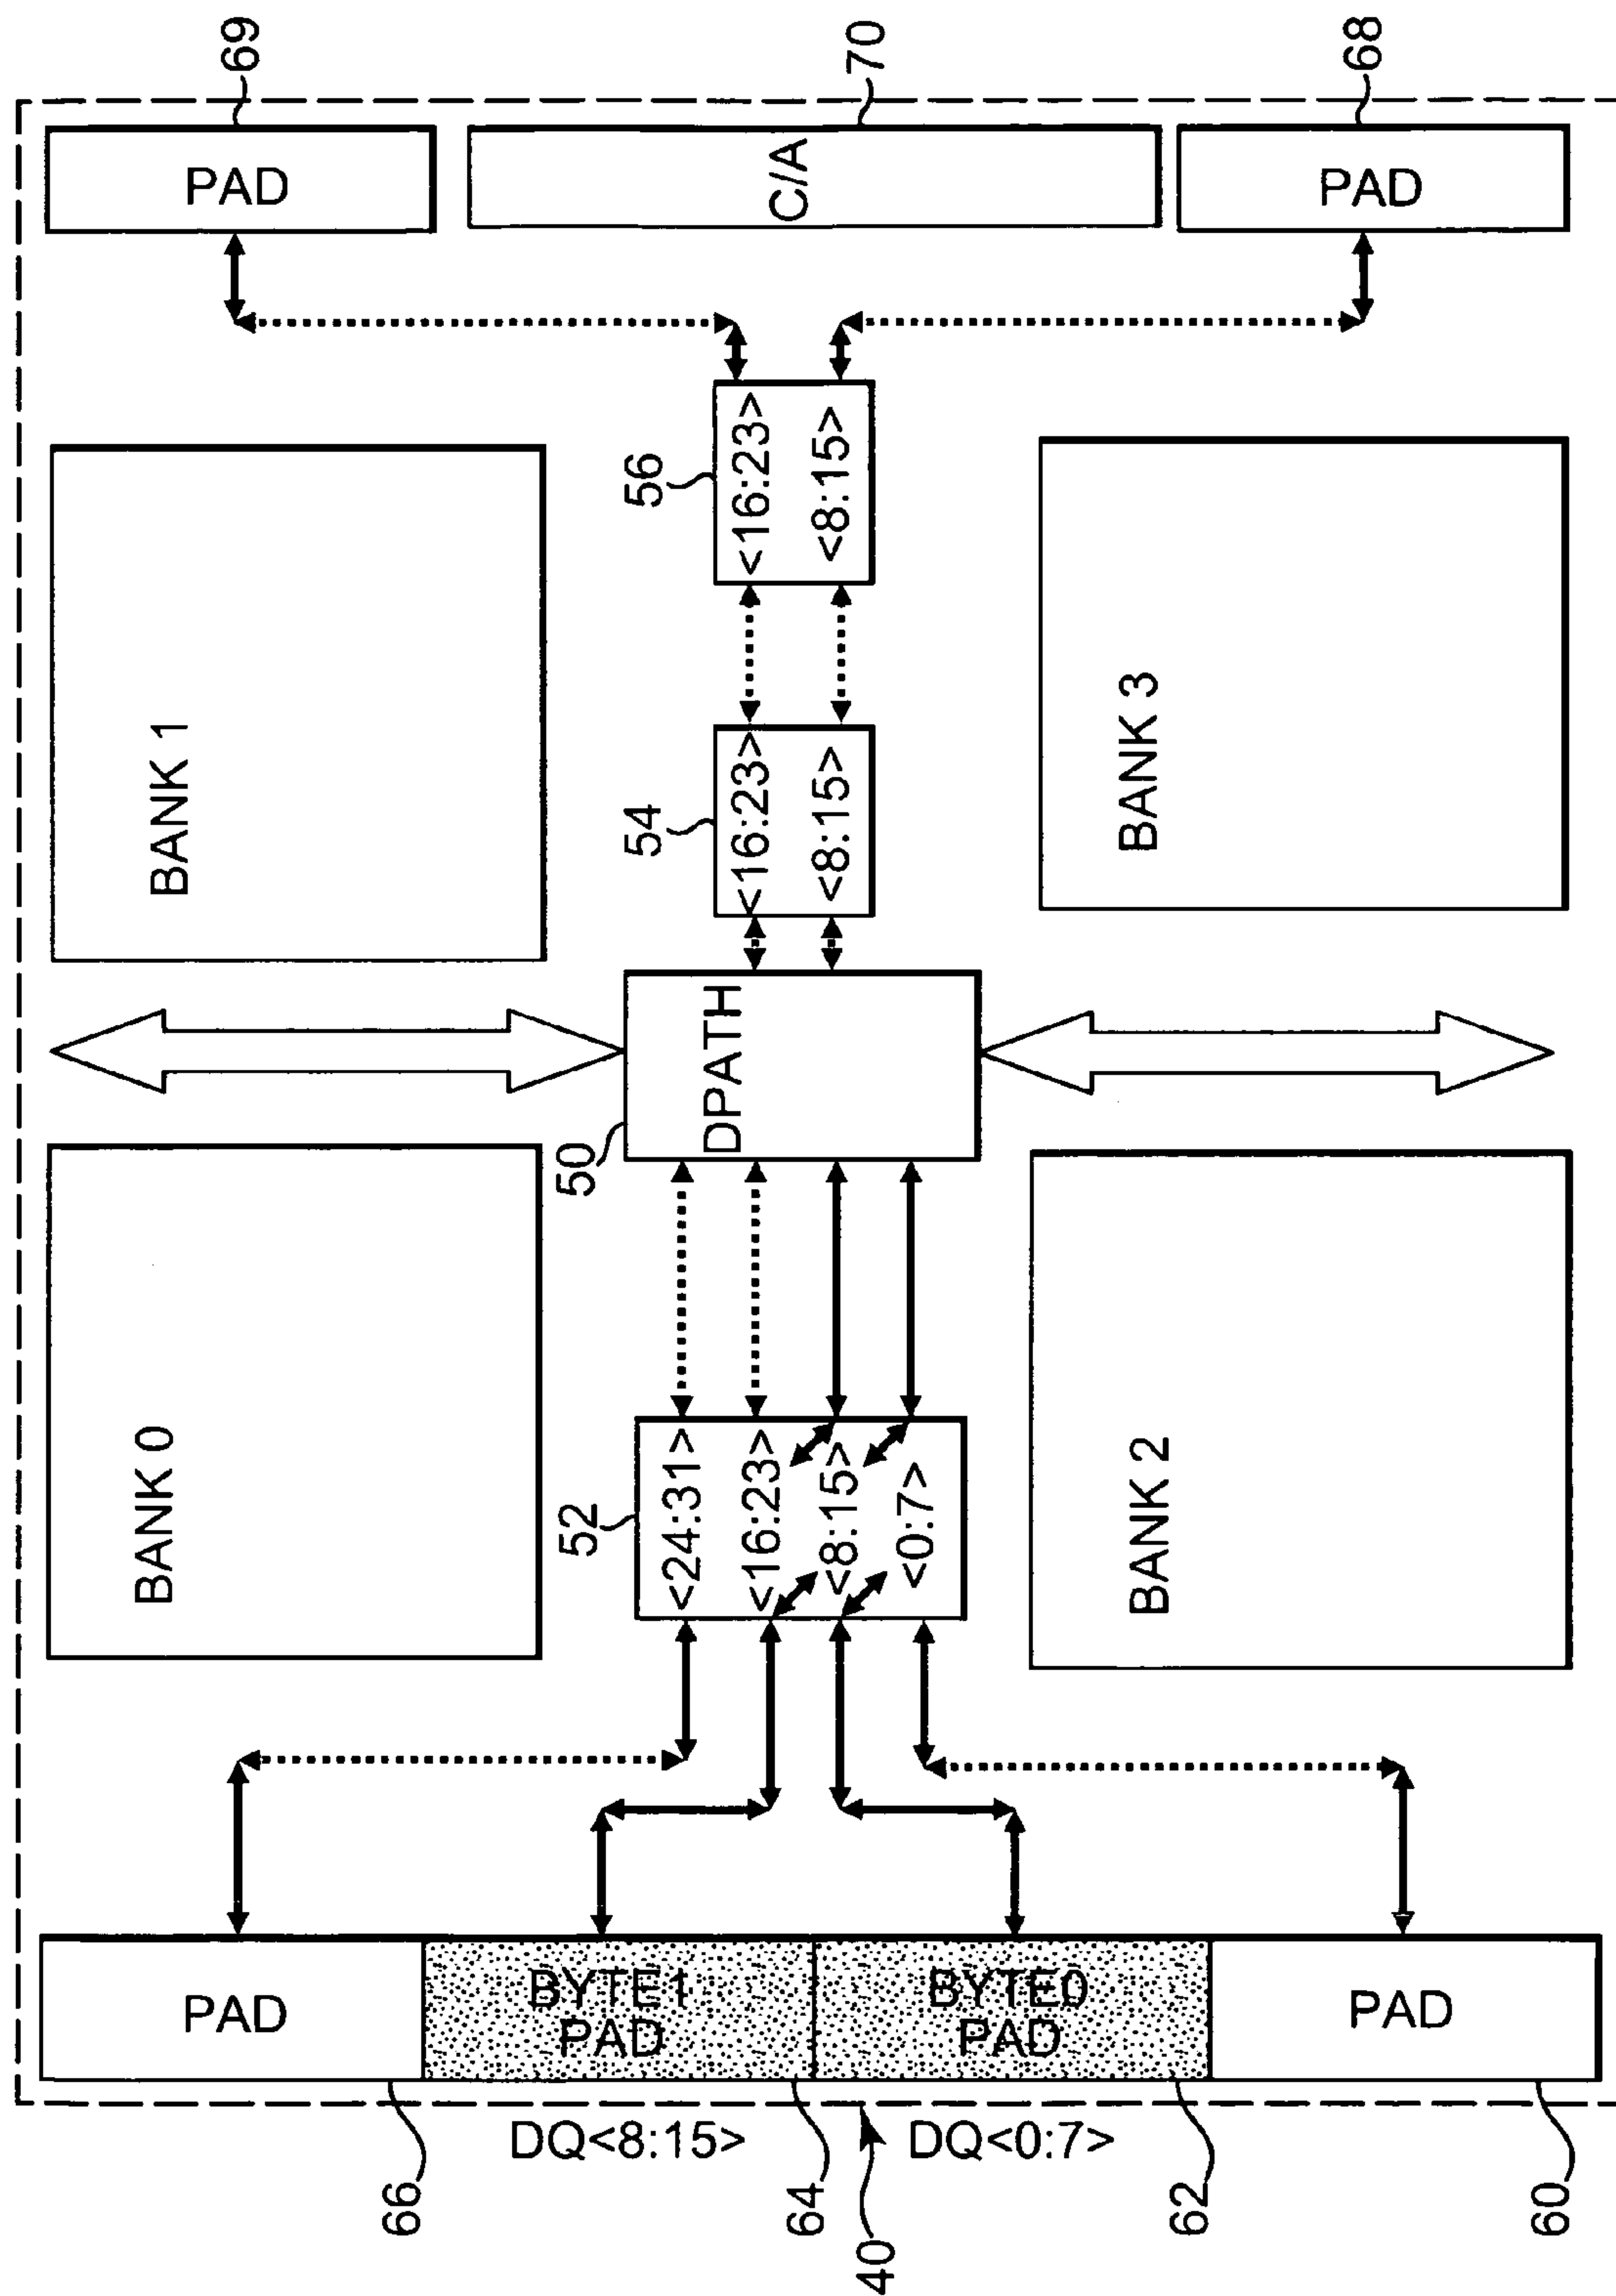 69
70
68
PAD
C/A
PAD
BANK 1
BANK 3
56
<16:23>
<8:15>
54
<16:23>
<8:15>
50
DPATH
BANK 0
BANK 2
52
<24:31>
<16:23>
<8:15>
<0:7>
PAD
BYTE1
PAD
BYTE0
PAD
PAD
DQ<8:15>
DQ<0:7>
66
64
40
62
60